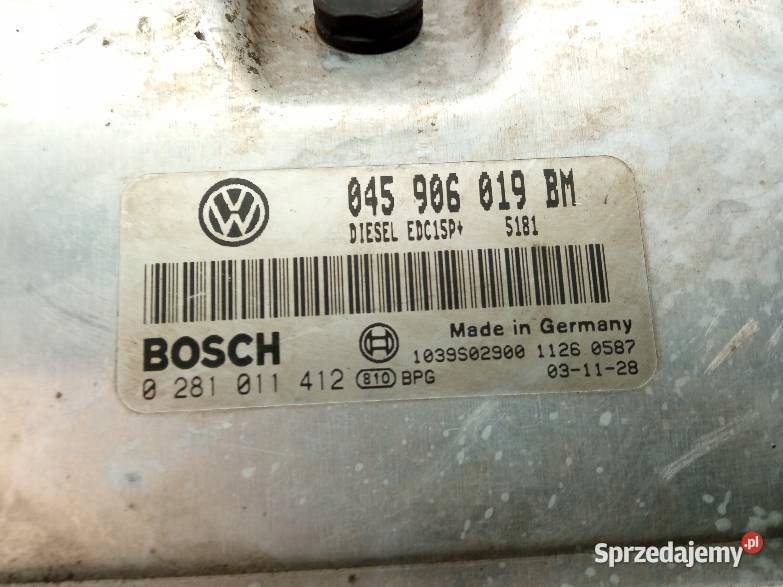 045 906 019 BM
DIESEL EDC15P+ 5181
BOSCH
Made in Germany
1039S02900 1126 0587
0 281 011 412 810 BPG
03-11-28
Sprzedajemy.pl